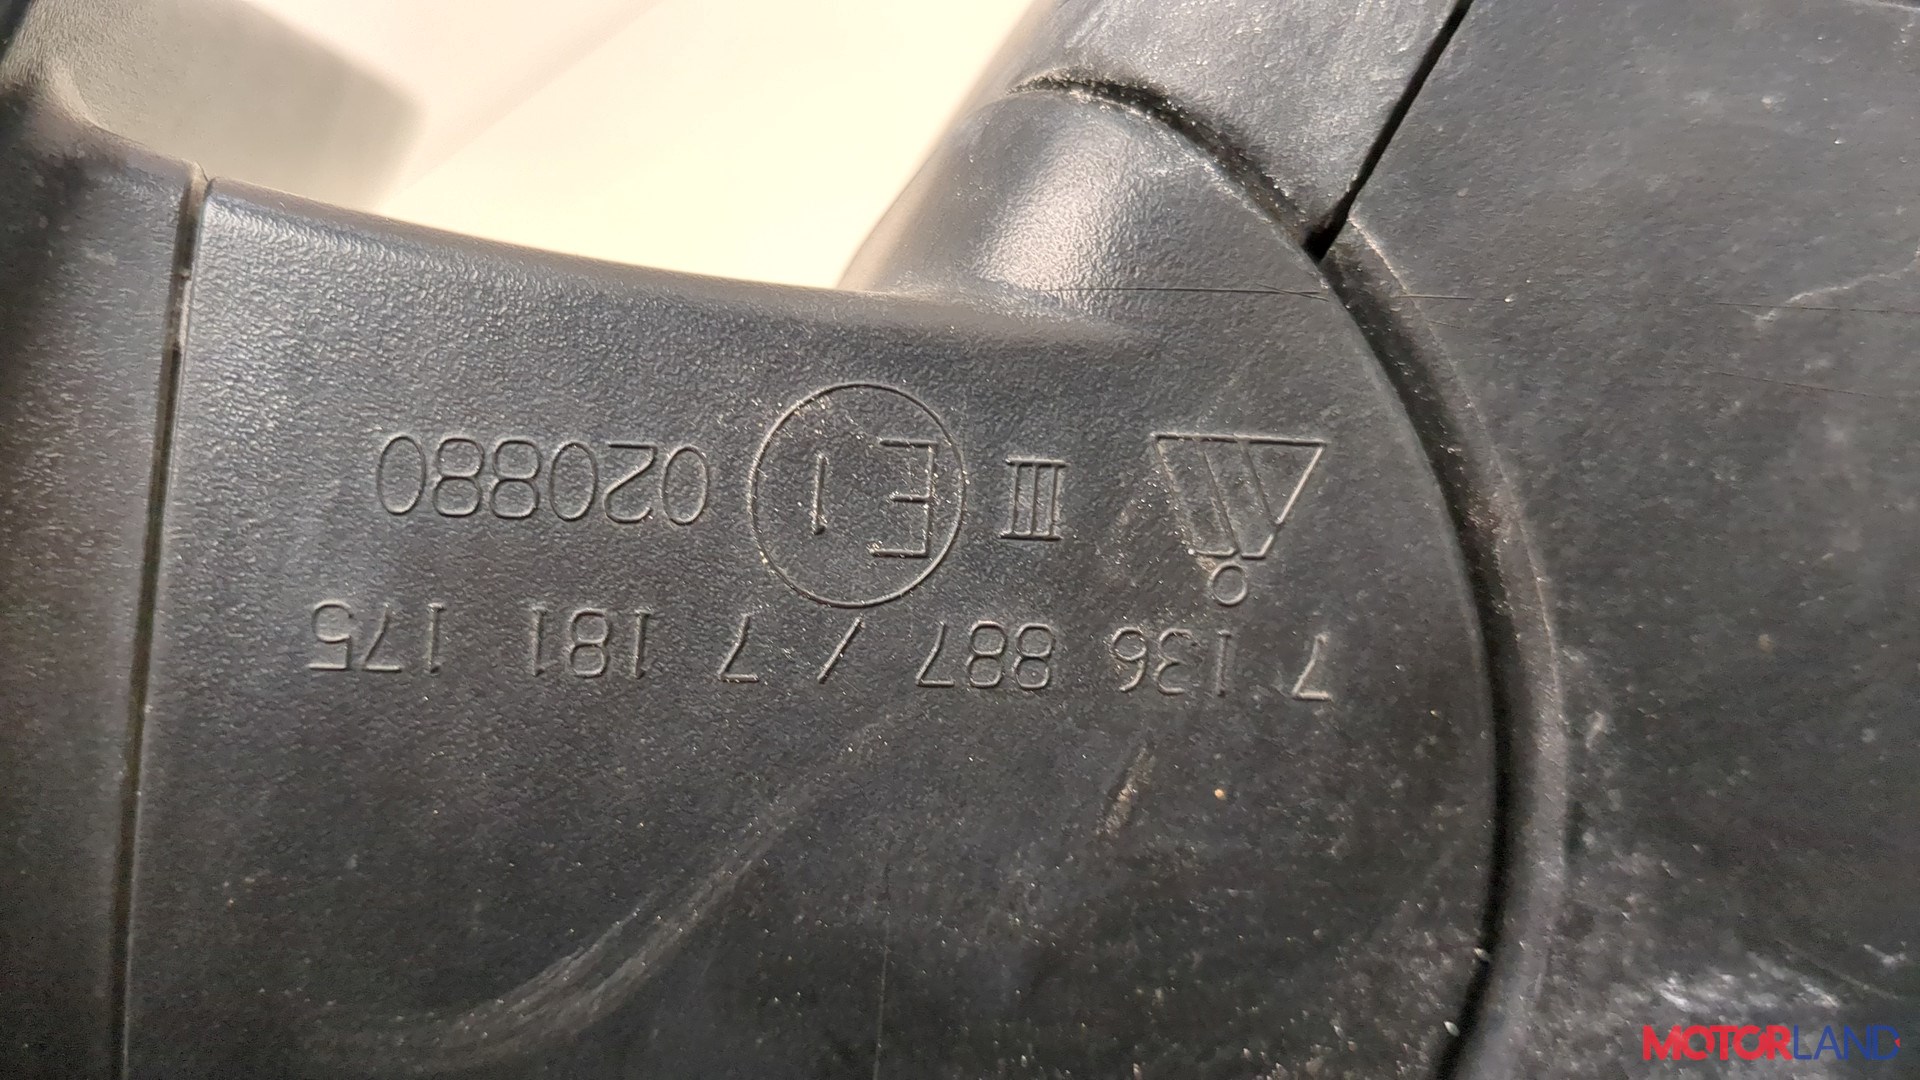 7 136 887 / 7 181 175
III E1 020880
MOTORLAND